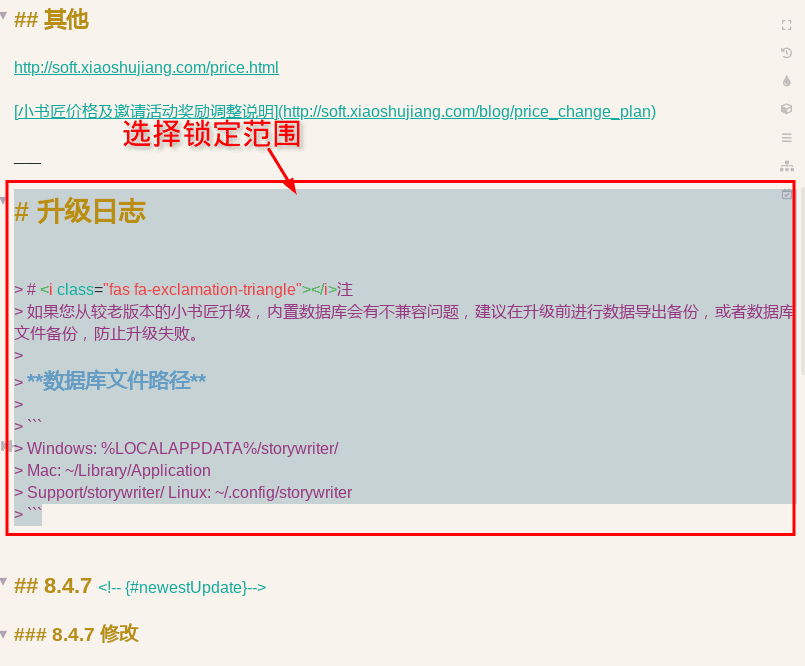 ## 其他
http://soft.xiaoshujiang.com/price.html
[小书匠价格及邀请活动奖励调整说明](http://soft.xiaoshujiang.com/blog/price_change_plan)
选择锁定范围
___
# 升级日志
> # <i class="fas fa-exclamation-triangle"></i>注
> 如果您从较老版本的小书匠升级，内置数据库会有不兼容问题，建议在升级前进行数据导出备份，或者数据库
文件备份，防止升级失败。
>
> **数据库文件路径**
>
> ```
> Windows: %LOCALAPPDATA%/storywriter/
> Mac: ~/Library/Application
> Support/storywriter/ Linux: ~/.config/storywriter
> ```
## 8.4.7 <!-- {#newestUpdate}-->
### 8.4.7 修改